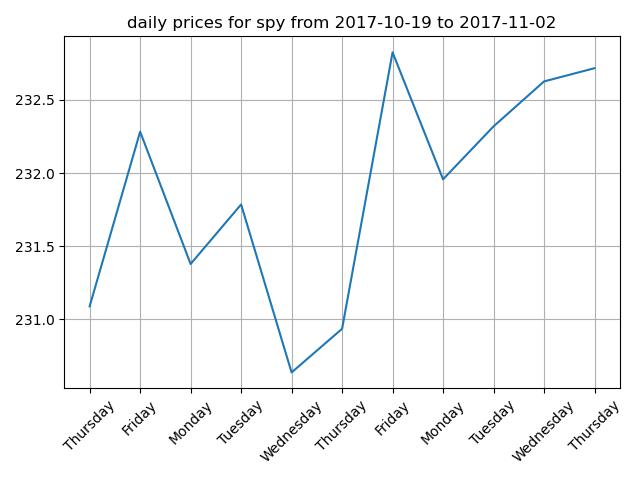 daily prices for spy from 2017-10-19 to 2017-11-02
232.5
232.0
231.5
231.0
Thursday
Friday
Monday
Tuesday
Wednesday
Thursday
Friday
Monday
Tuesday
Wednesday
Thursday